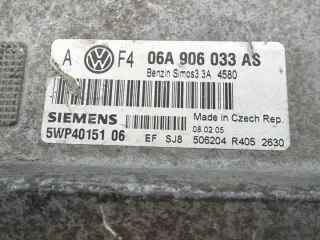 A F4 06A 906 033 AS
Benzin Simos3.3A 4580
SIEMENS Made in Czech Rep.
5WP40151 06 08.02.05
EF SJ8 506204 R405 2630